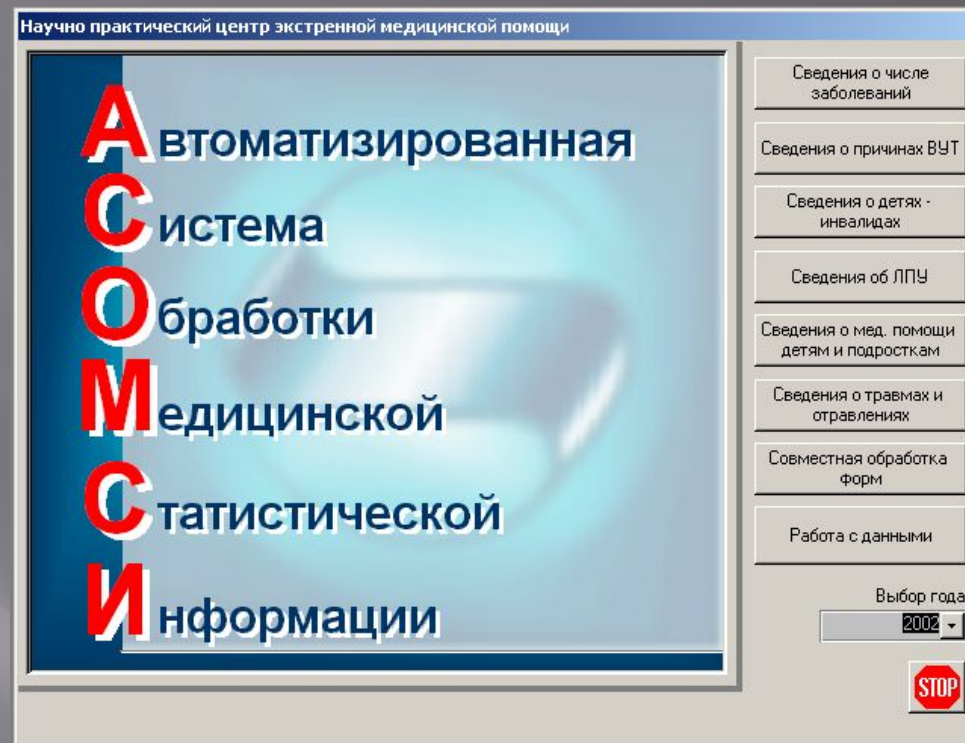 Научно практический центр экстренной медицинской помощи
Автоматизированная
Система
Обработки
Медицинской
Статистической
Информации
Сведения о числе
заболеваний
Сведения о причинах ВУТ
Сведения о детях -
инвалидах
Сведения об ЛПУ
Сведения о мед. помощи
детям и подросткам
Сведения о травмах и
отравлениях
Совместная обработка
форм
Работа с данными
Выбор года
2002
STOP